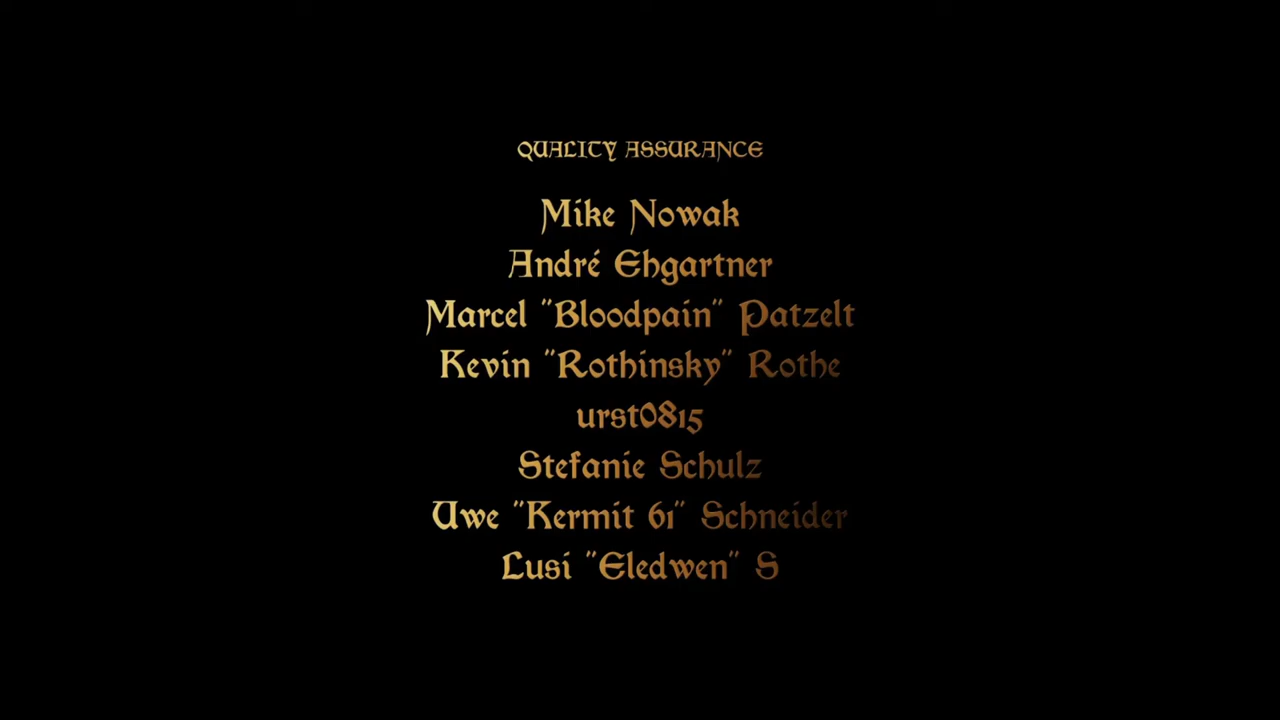 QUALITY ASSURANCE
Mike Nowak
André Ehgartner
Marcel "Bloodpain" Patzelt
Kevin "Rothinsky" Rothe
urst0815
Stefanie Schulz
Uwe "Kermit 61" Schneider
Lusi "Eledwen" S